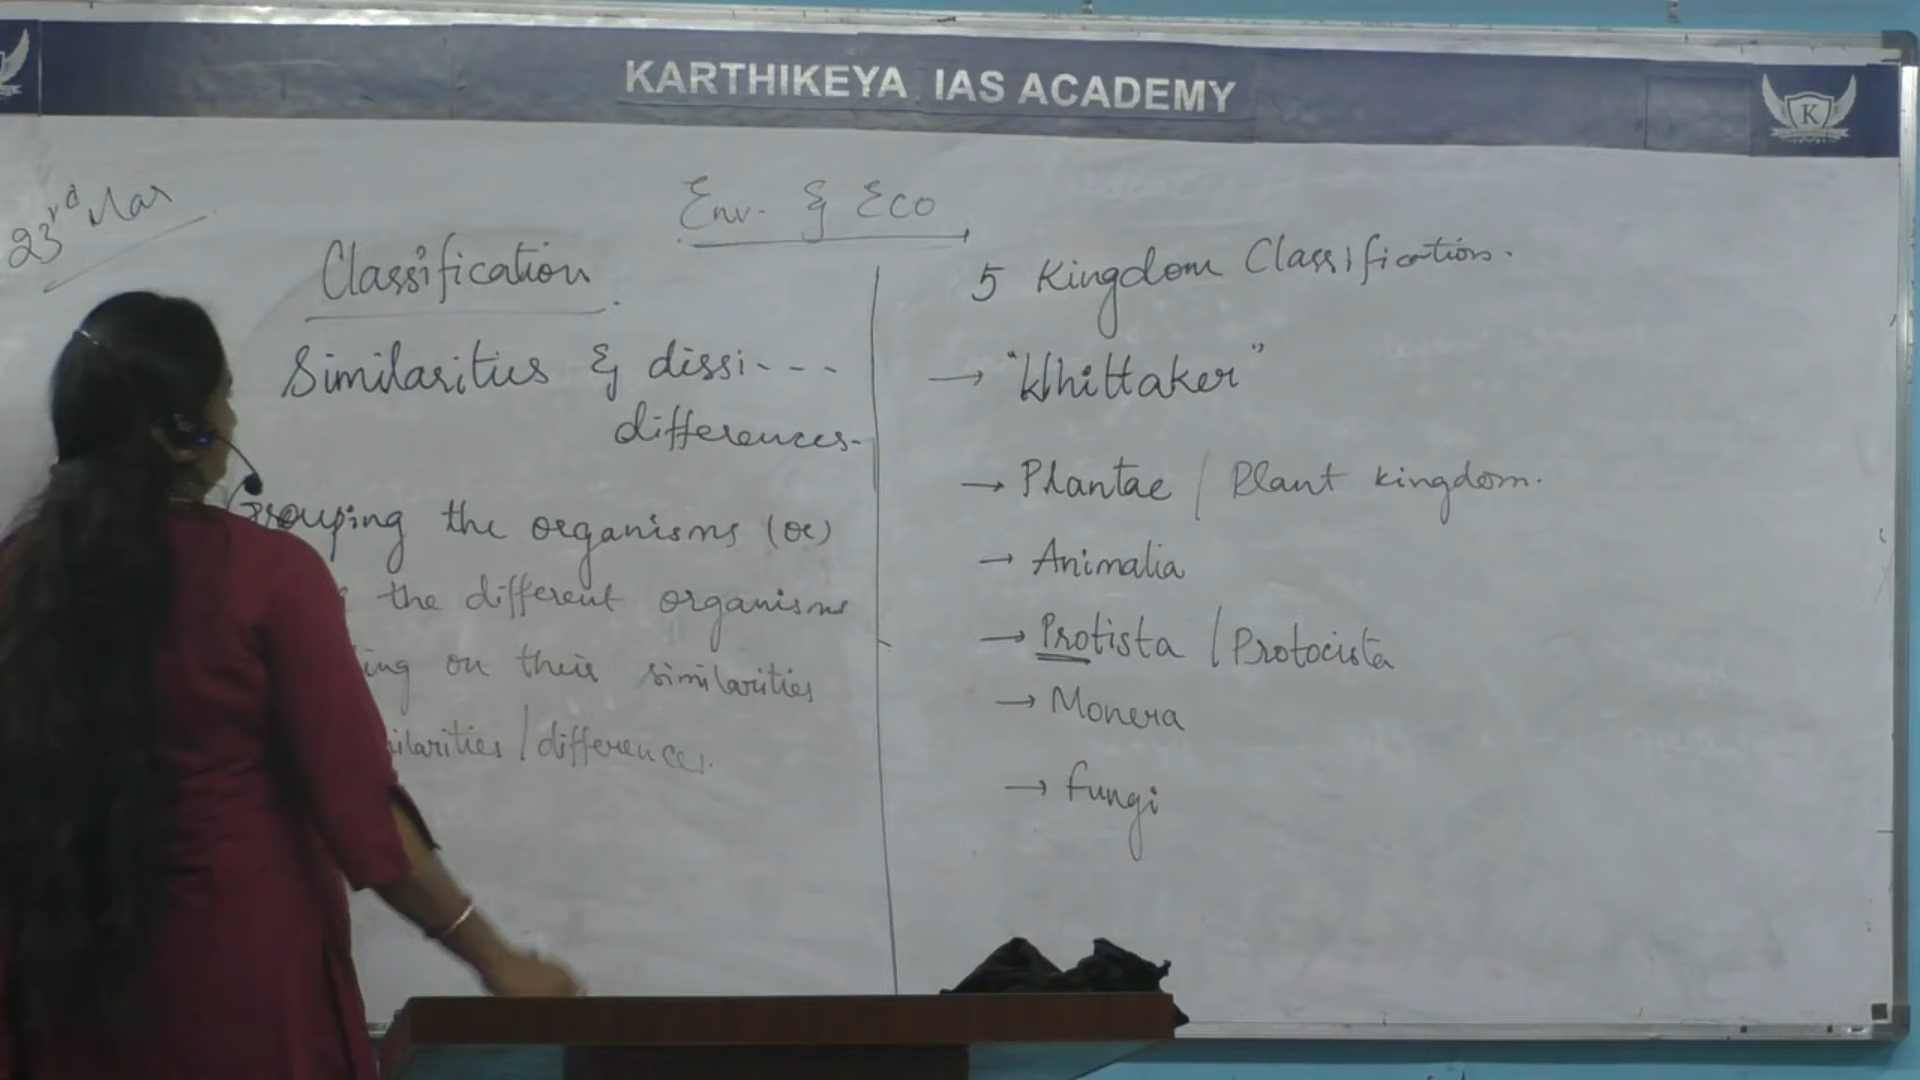 KARTHIKEYA IAS ACADEMY
K
23rd Mar
Env. & Eco
Classification
Similarities & dissi---
differences.
Grouping the organisms (or)
the different organisms
on their similarities
/differences.
5 Kingdom Classification.
→ "Whittaker"
→ Plantae / Plant kingdom.
→ Animalia
→ Protista / Protocista
→ Monera
→ fungi